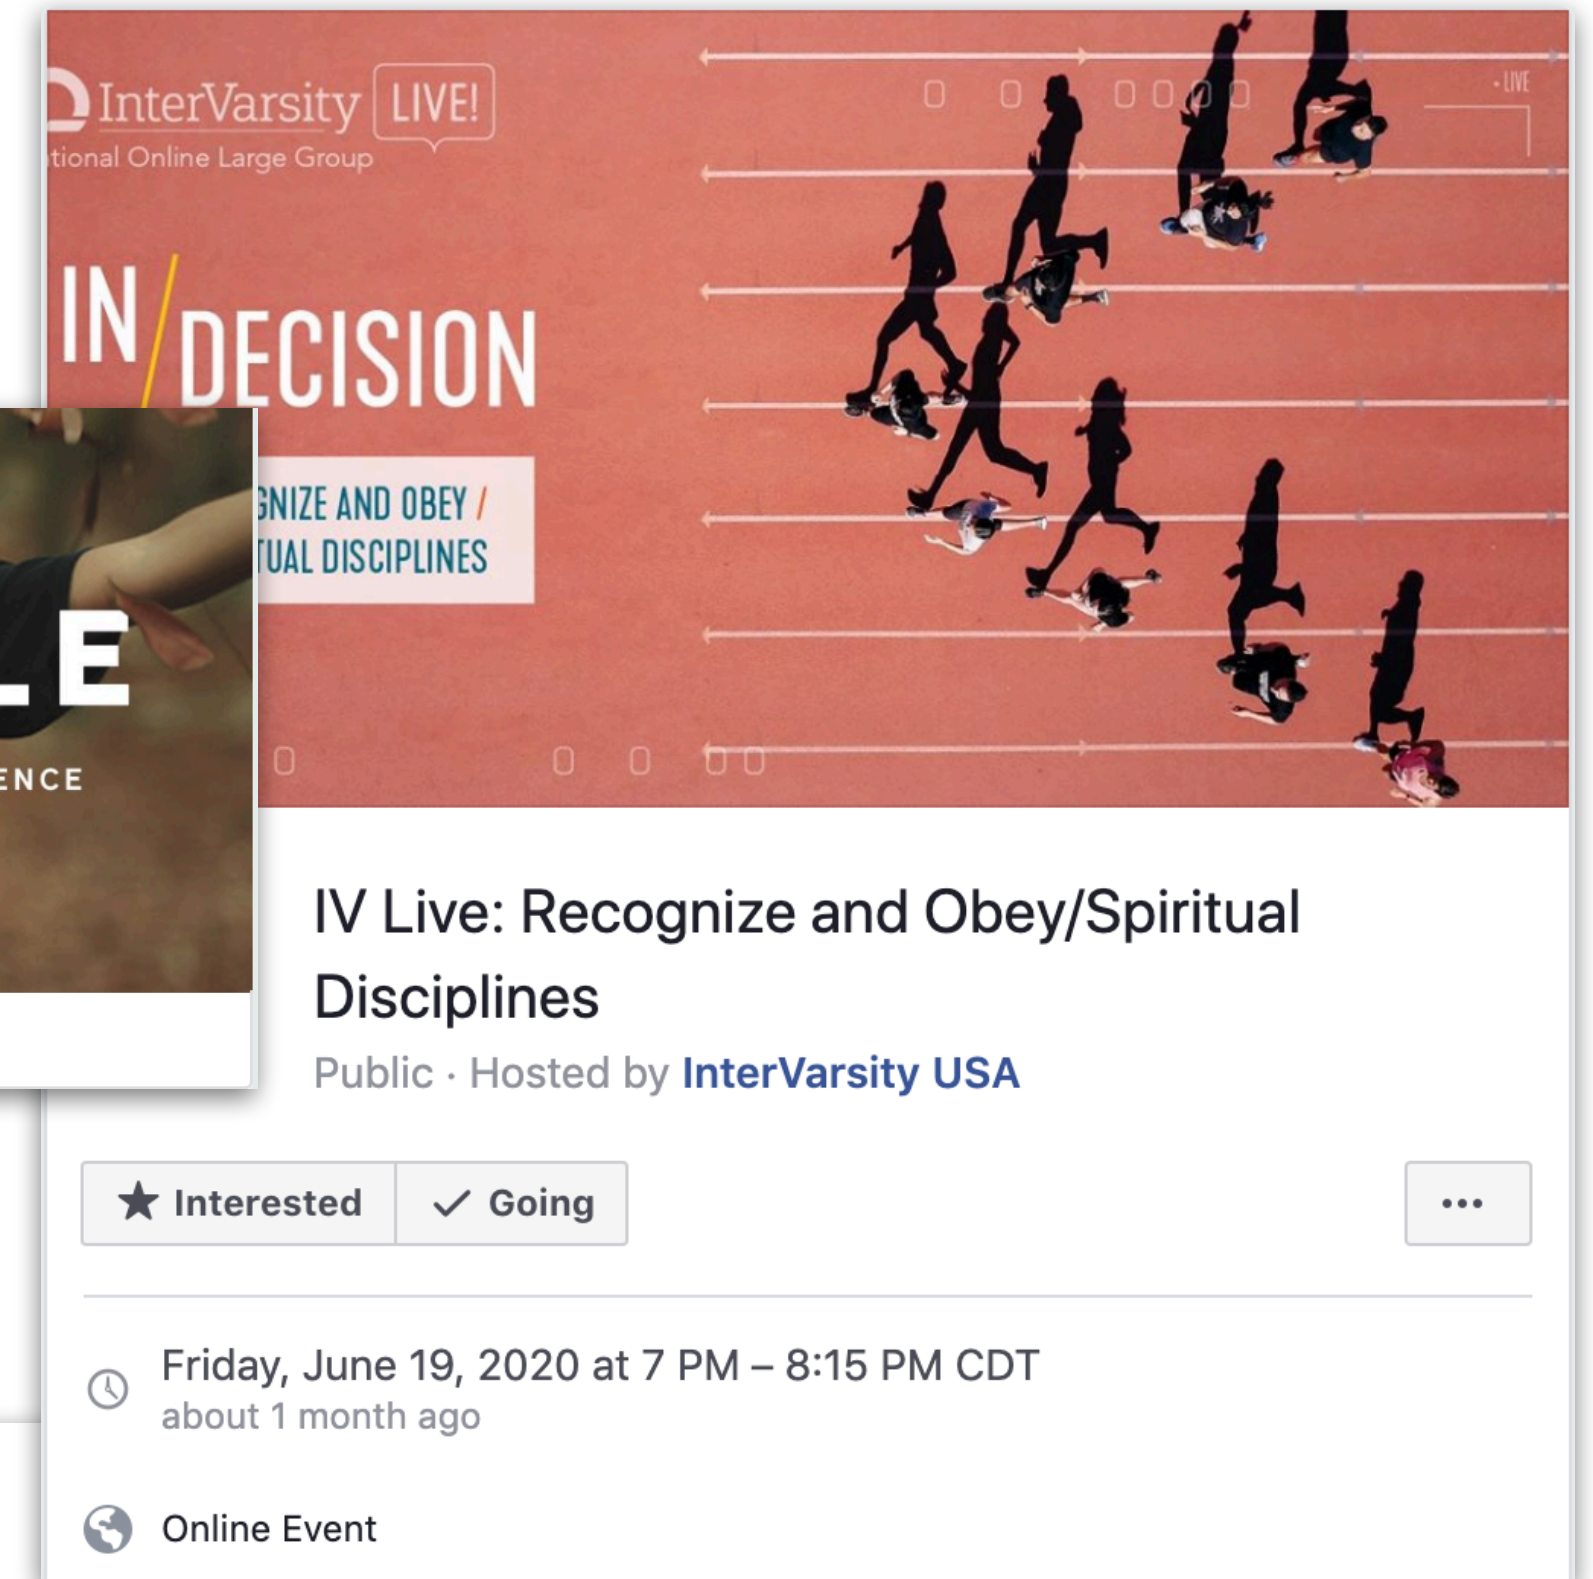 InterVarsity LIVE!
tional Online Large Group
• LIVE
IN/DECISION
GNIZE AND OBEY /
TUAL DISCIPLINES
LE
ENCE
IV Live: Recognize and Obey/Spiritual
Disciplines
Public · Hosted by InterVarsity USA
★ Interested
✓ Going
•••
Friday, June 19, 2020 at 7 PM – 8:15 PM CDT
about 1 month ago
Online Event